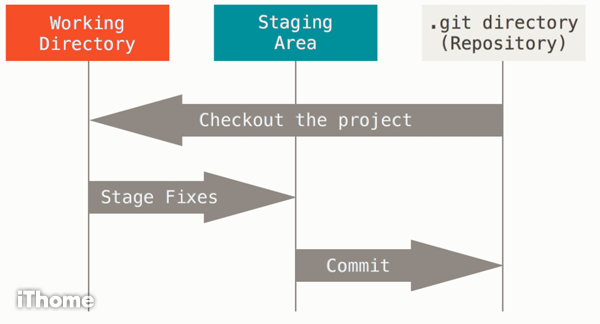 Working
Directory
Staging
Area
.git directory
(Repository)
Checkout the project
Stage Fixes
Commit
iThome